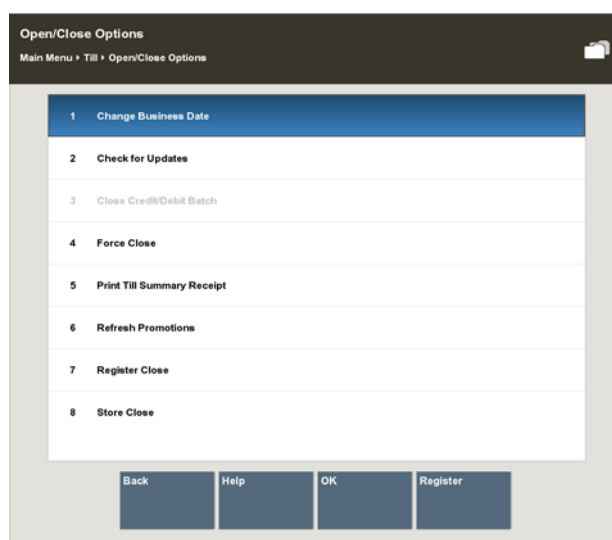 Open/Close Options
Main Menu ▸ Till ▸ Open/Close Options
1 Change Business Date
2 Check for Updates
3 Close Credit/Debit Batch
4 Force Close
5 Print Till Summary Receipt
6 Refresh Promotions
7 Register Close
8 Store Close
Back Help OK Register